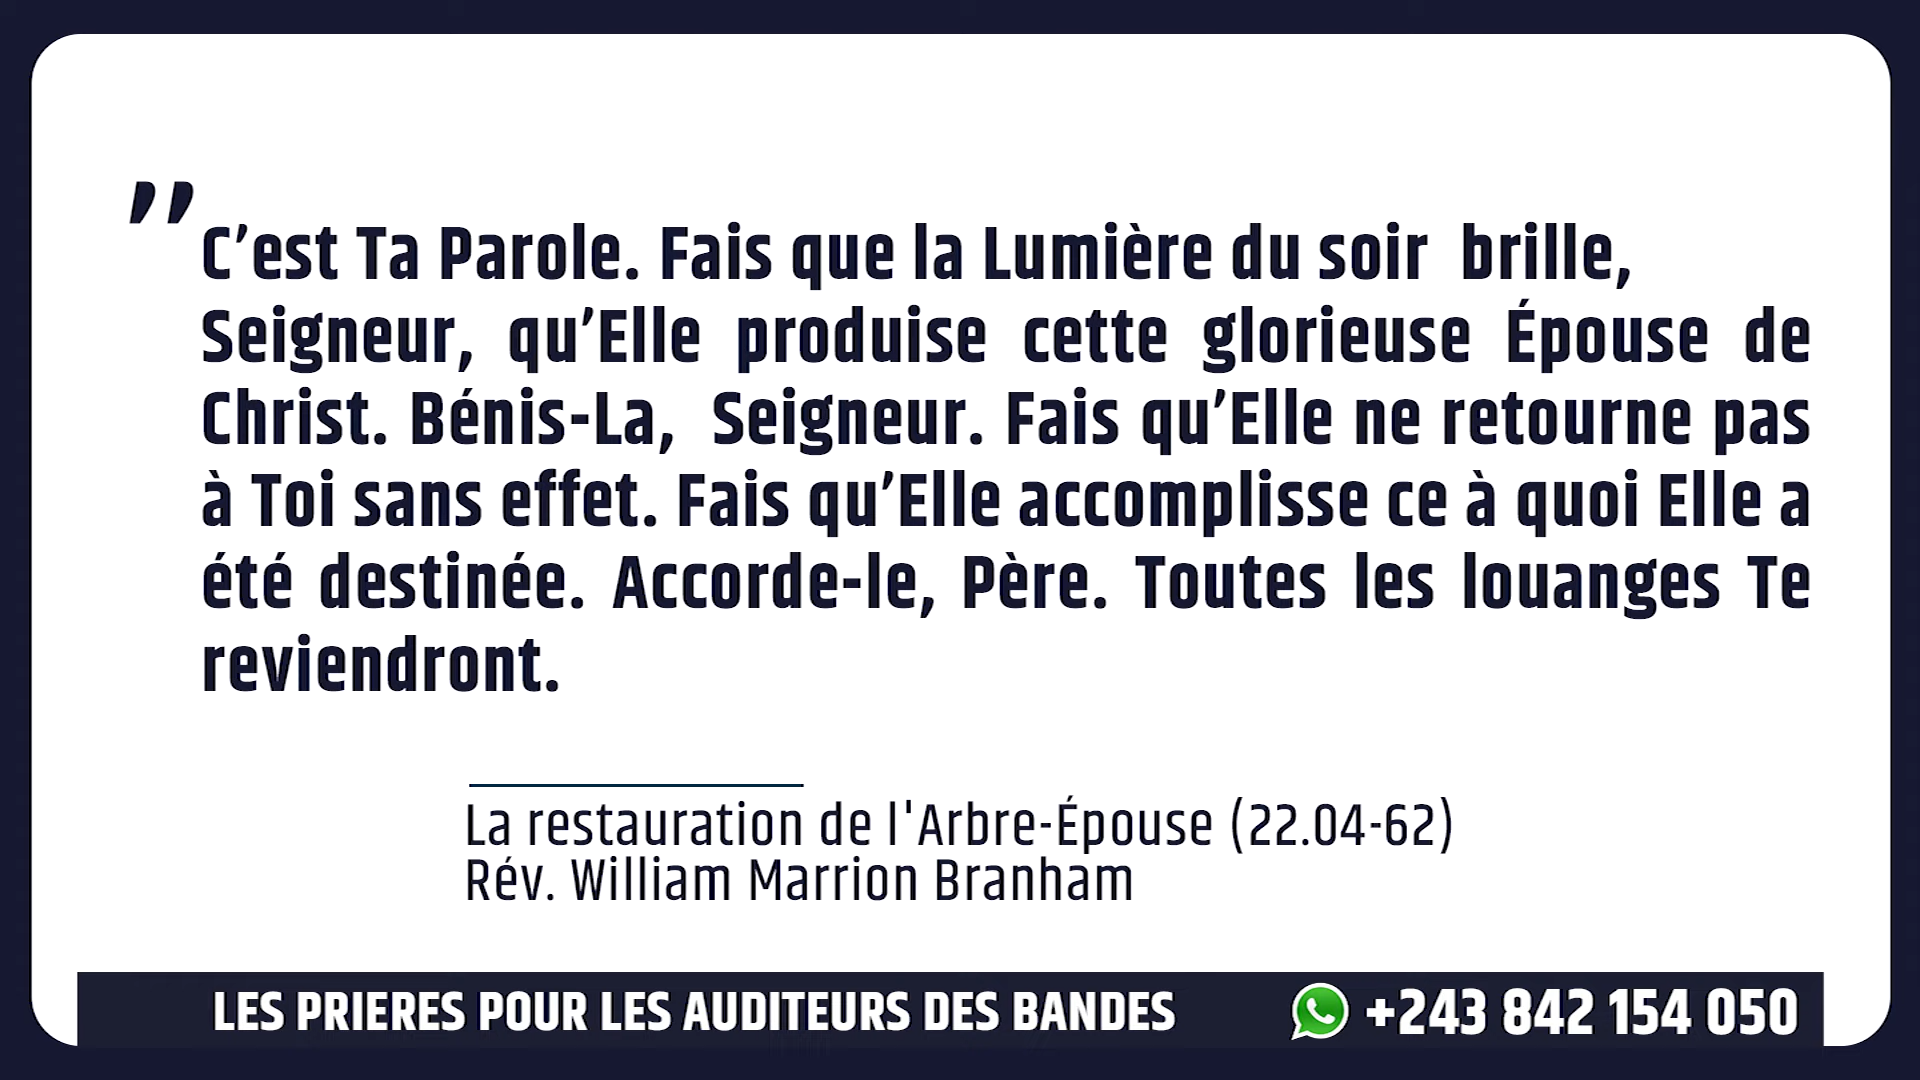 ”
C’est Ta Parole. Fais que la Lumière du soir  brille,
Seigneur, qu’Elle produise cette glorieuse Épouse de
Christ. Bénis-La,  Seigneur. Fais qu’Elle ne retourne pas
à Toi sans effet. Fais qu’Elle accomplisse ce à quoi Elle a
été destinée. Accorde-le, Père. Toutes les louanges Te
reviendront.
La restauration de l'Arbre-Épouse (22.04-62)
Rév. William Marrion Branham
LES PRIERES POUR LES AUDITEURS DES BANDES +243 842 154 050